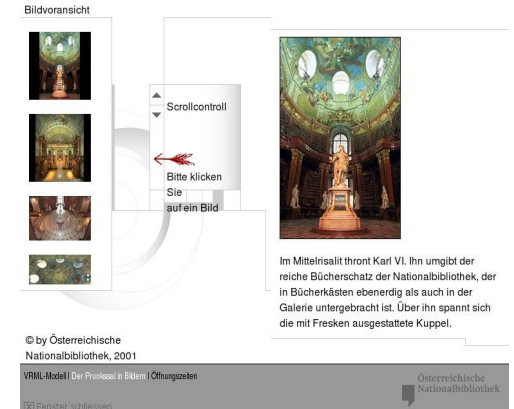 Bildvoransicht
Scrollcontroll
Bitte klicken
Sie
auf ein Bild
Im Mittelrisalit thront Karl VI. Ihn umgibt der
reiche Bücherschatz der Nationalbibliothek, der
in Bücherkästen ebenerdig als auch in der
Galerie untergebracht ist. Über ihn spannt sich
die mit Fresken ausgestattete Kuppel.
© by Österreichische
Nationalbibliothek, 2001
VRML-Modell | Der Prunksaal in Bildern | Öffnungszeiten
Österreichische
Nationalbibliothek
[X] Fenster schliessen